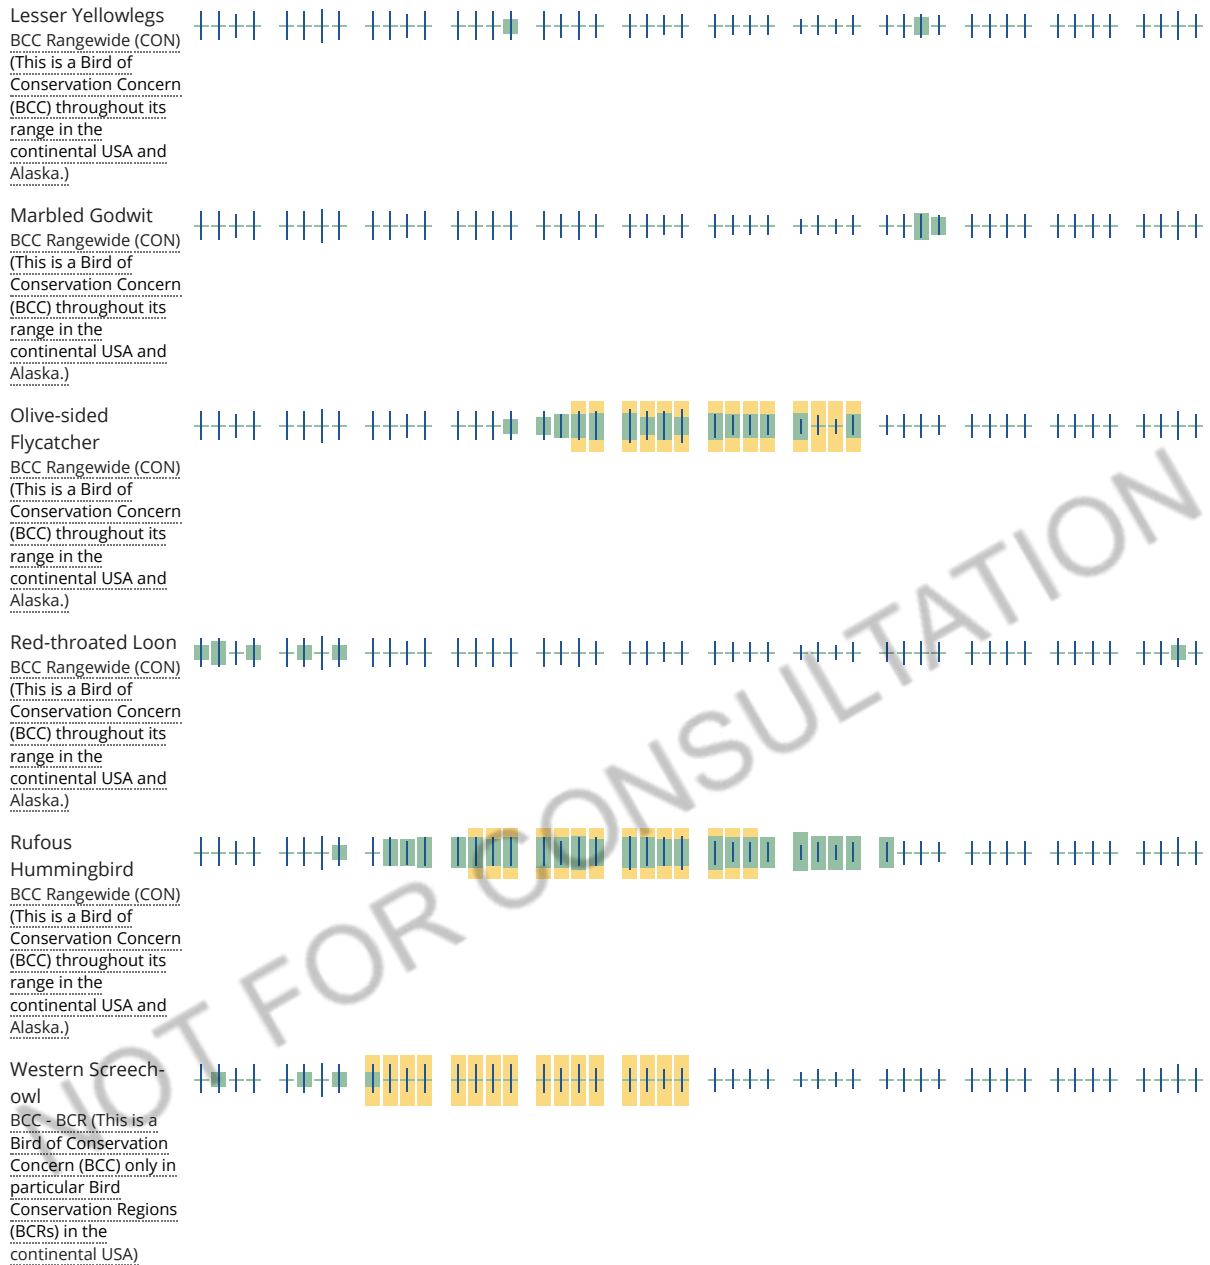 Lesser Yellowlegs
BCC Rangewide (CON)
(This is a Bird of
Conservation Concern
(BCC) throughout its
range in the
continental USA and
Alaska.)
Marbled Godwit
BCC Rangewide (CON)
(This is a Bird of
Conservation Concern
(BCC) throughout its
range in the
continental USA and
Alaska.)
Olive-sided
Flycatcher
BCC Rangewide (CON)
(This is a Bird of
Conservation Concern
(BCC) throughout its
range in the
continental USA and
Alaska.)
Red-throated Loon
BCC Rangewide (CON)
(This is a Bird of
Conservation Concern
(BCC) throughout its
range in the
continental USA and
Alaska.)
Rufous
Hummingbird
BCC Rangewide (CON)
(This is a Bird of
Conservation Concern
(BCC) throughout its
range in the
continental USA and
Alaska.)
Western Screech-
owl
BCC - BCR (This is a
Bird of Conservation
Concern (BCC) only in
particular Bird
Conservation Regions
(BCRs) in the
continental USA)
NOT FOR CONSULTATION